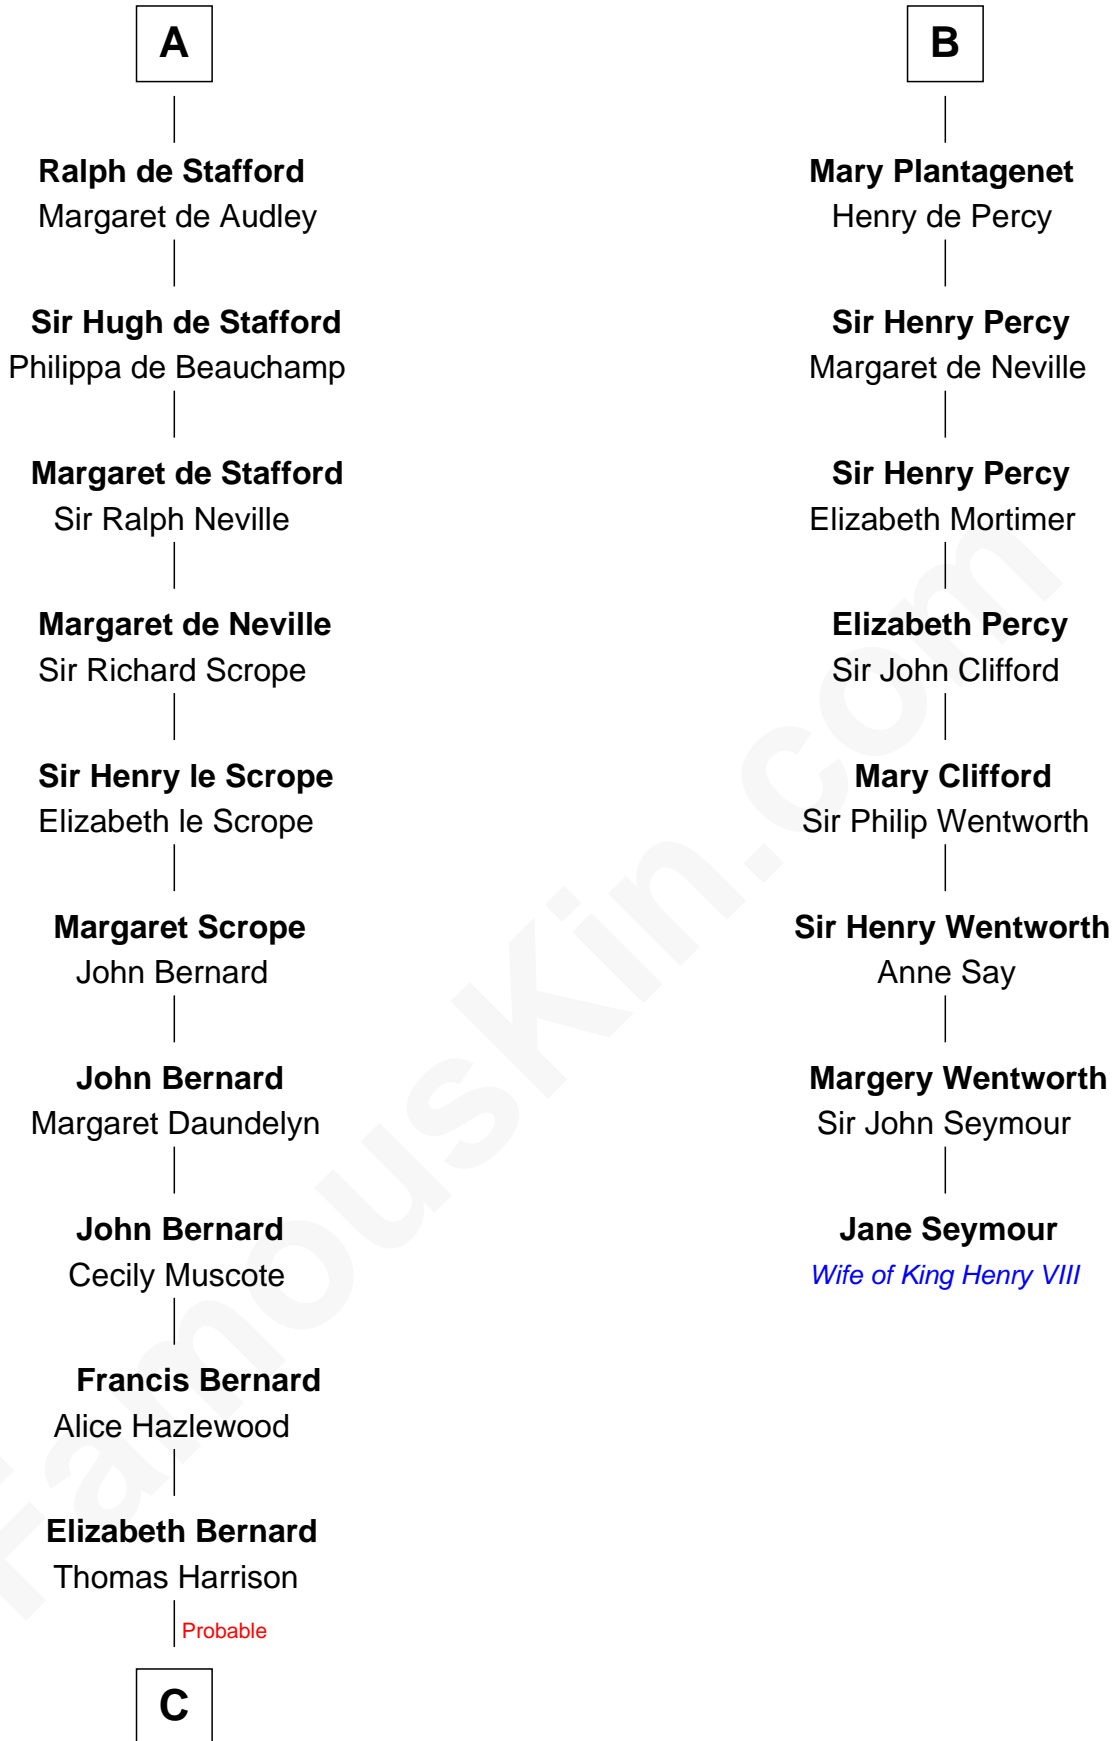 A
Ralph de Stafford
Margaret de Audley
Sir Hugh de Stafford
Philippa de Beauchamp
Margaret de Stafford
Sir Ralph Neville
Margaret de Neville
Sir Richard Scrope
Sir Henry le Scrope
Elizabeth le Scrope
Margaret Scrope
John Bernard
John Bernard
Margaret Daundelyn
John Bernard
Cecily Muscote
Francis Bernard
Alice Hazlewood
Elizabeth Bernard
Thomas Harrison
Probable
C
B
Mary Plantagenet
Henry de Percy
Sir Henry Percy
Margaret de Neville
Sir Henry Percy
Elizabeth Mortimer
Elizabeth Percy
Sir John Clifford
Mary Clifford
Sir Philip Wentworth
Sir Henry Wentworth
Anne Say
Margery Wentworth
Sir John Seymour
Jane Seymour
Wife of King Henry VIII
FamousKin.com